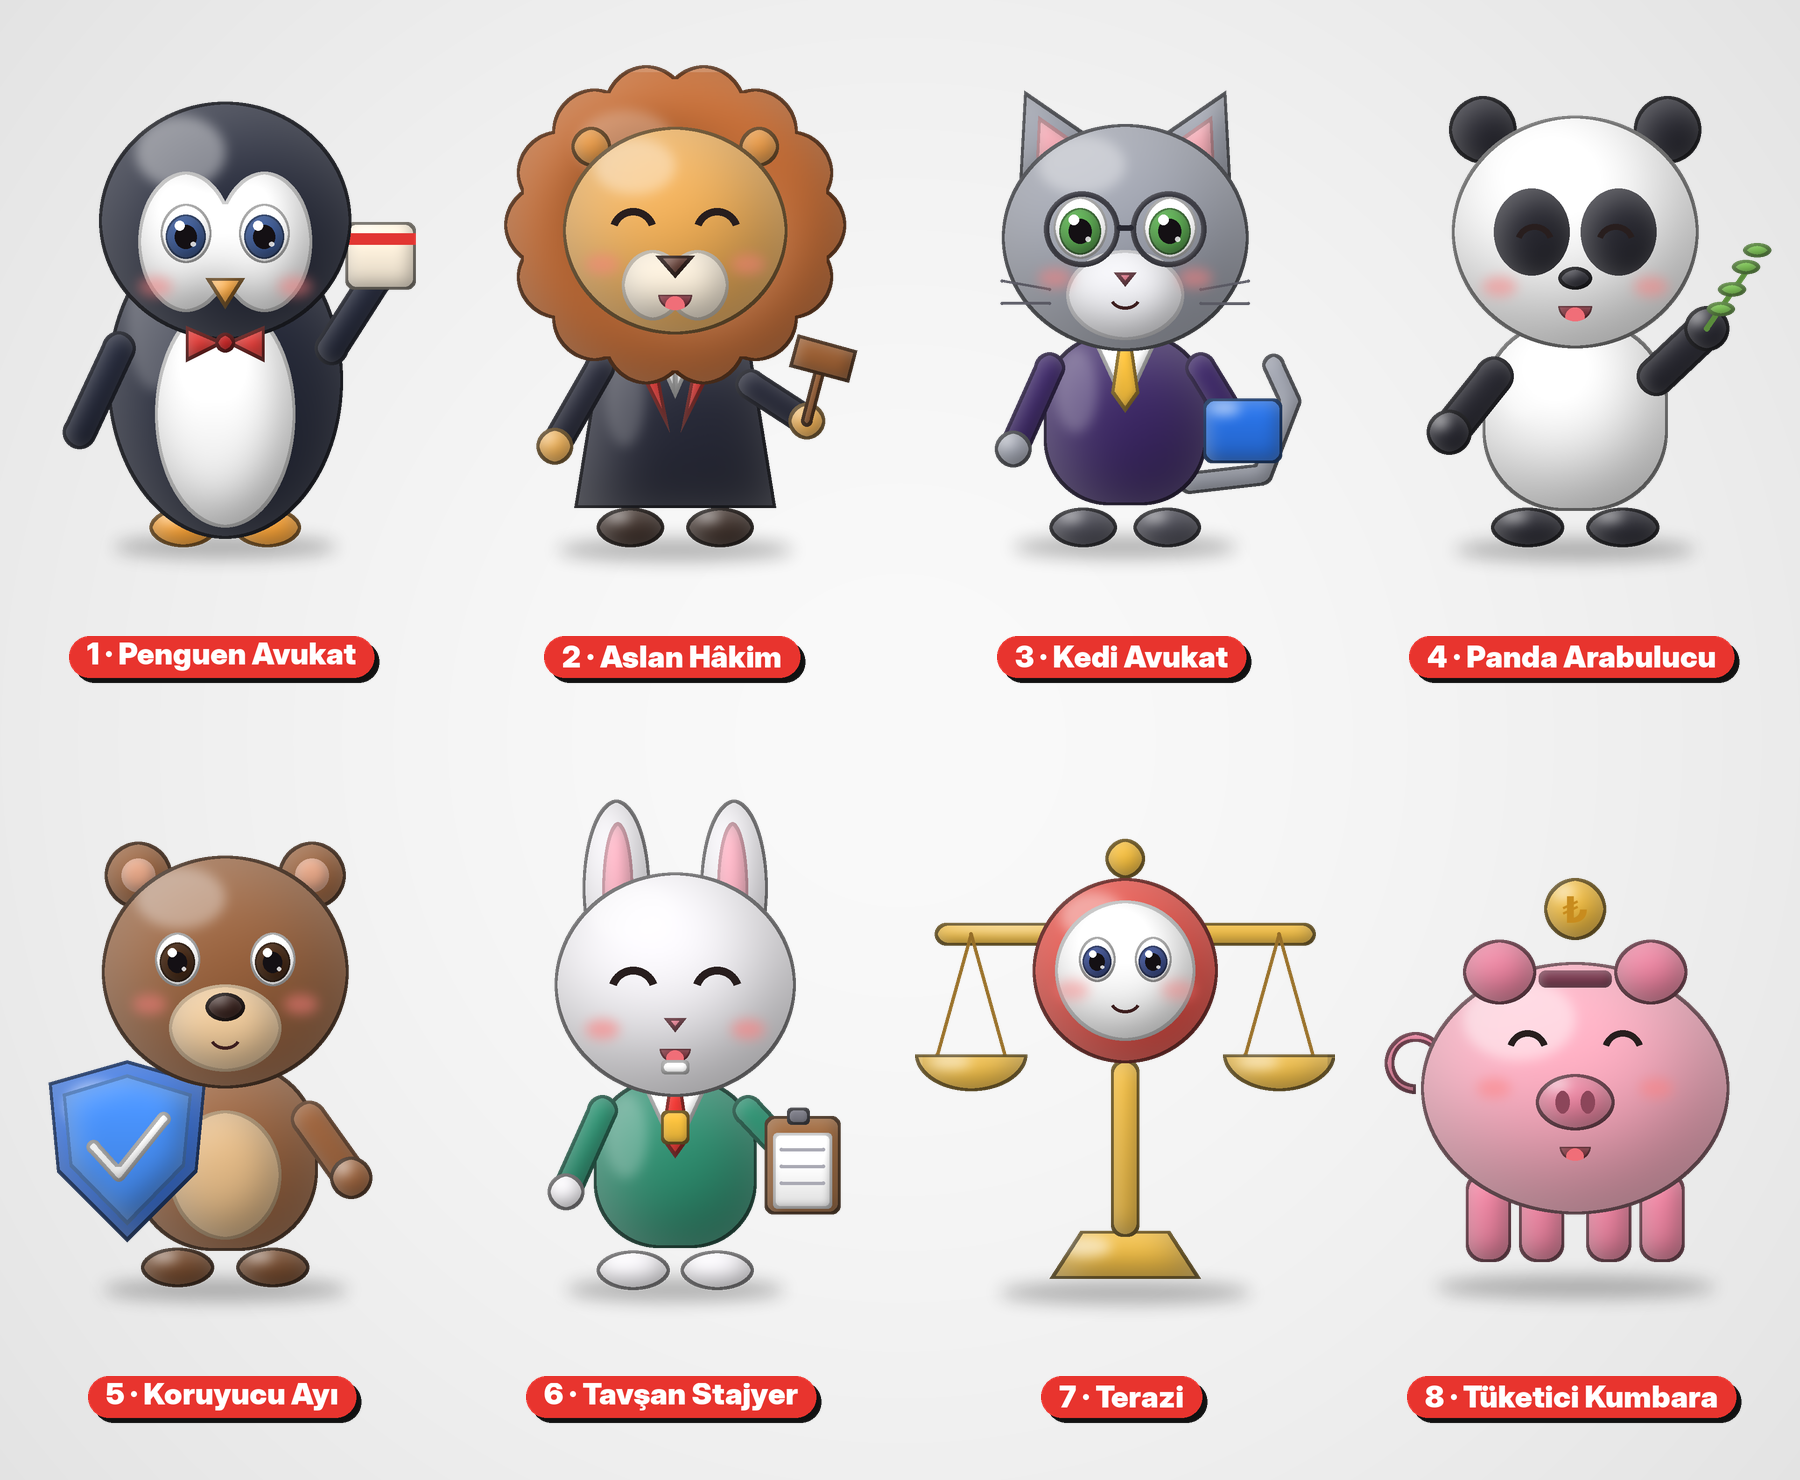 1 · Penguen Avukat
2 · Aslan Hâkim
3 · Kedi Avukat
4 · Panda Arabulucu
₺
5 · Koruyucu Ayı
6 · Tavşan Stajyer
7 · Terazi
8 · Tüketici Kumbara